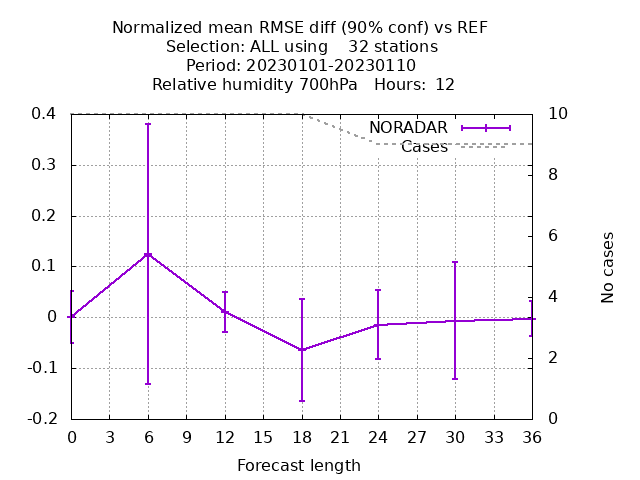 Normalized mean RMSE diff (90% conf) vs REF
Selection: ALL using    32 stations
Period: 20230101-20230110
Relative humidity 700hPa   Hours:  12
NORADAR
Cases
0.4
0.3
0.2
0.1
0
-0.1
-0.2
10
8
6
4
2
0
No cases
0 3 6 9 12 15 18 21 24 27 30 33 36
Forecast length